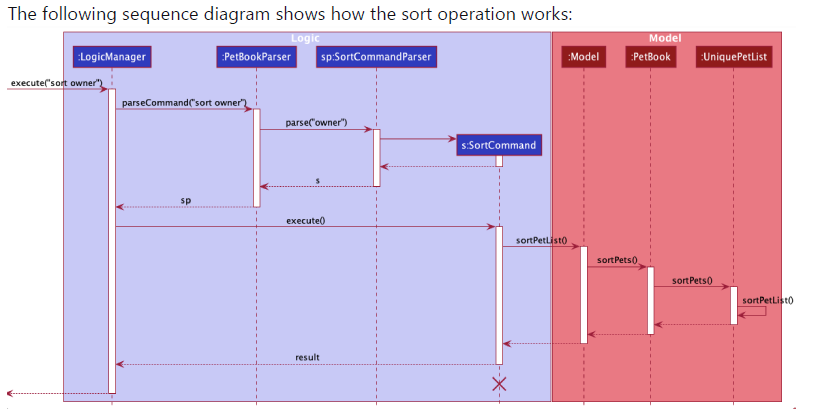 The following sequence diagram shows how the sort operation works:
Logic
Model
:LogicManager
:PetBookParser
sp:SortCommandParser
:Model
:PetBook
:UniquePetList
execute("sort owner")
parseCommand("sort owner")
parse("owner")
s:SortCommand
s
sp
execute()
sortPetList()
sortPets()
sortPets()
sortPetList()
result